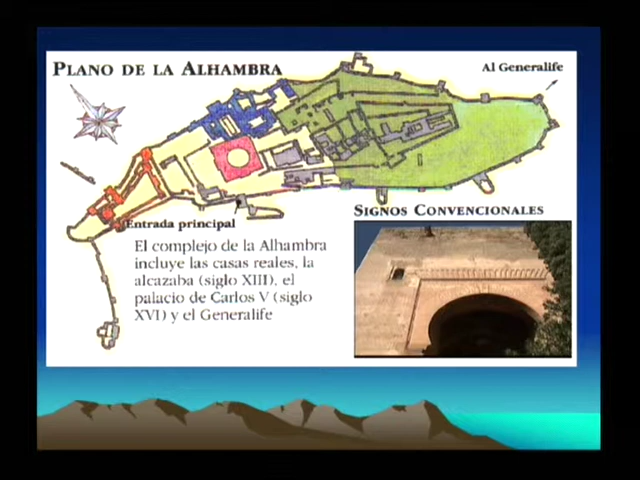 PLANO DE LA ALHAMBRA
Al Generalife
Entrada principal
SIGNOS CONVENCIONALES
El complejo de la Alhambra
incluye las casas reales, la
alcazaba (siglo XIII), el
palacio de Carlos V (siglo
XVI) y el Generalife